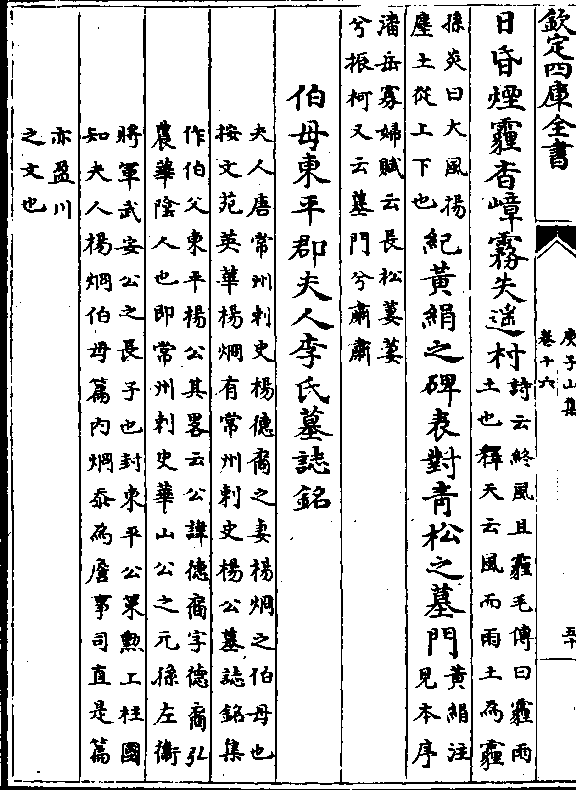 欽定四庫全書
庾子山集
卷十六
五十
日昏煙霾杳嶂霧失遥村詩云終風且霾毛傳曰霾雨
土也釋天云風而雨土為霾
孫炎曰大風揚
塵土從上下也紀黄絹之碑表對青松之墓門黄絹注
見本序
潘岳寡婦賦云長松萋萋
兮振柯又云墓門兮肅肅
伯母東平郡夫人李氏墓誌銘
夫人唐常州刺史楊德裔之妻楊烱之伯母也
按文苑英華楊烱有常州刺史楊公墓誌銘集
作伯父東平楊公其畧云公諱德裔字德裔弘
農華陰人也即常州刺史華山公之元孫左衛
將軍武安公之長子也封東平公䇿勲上柱國
知夫人楊烱伯母篇内烱忝為詹事司直是篇
亦盈川
之文也